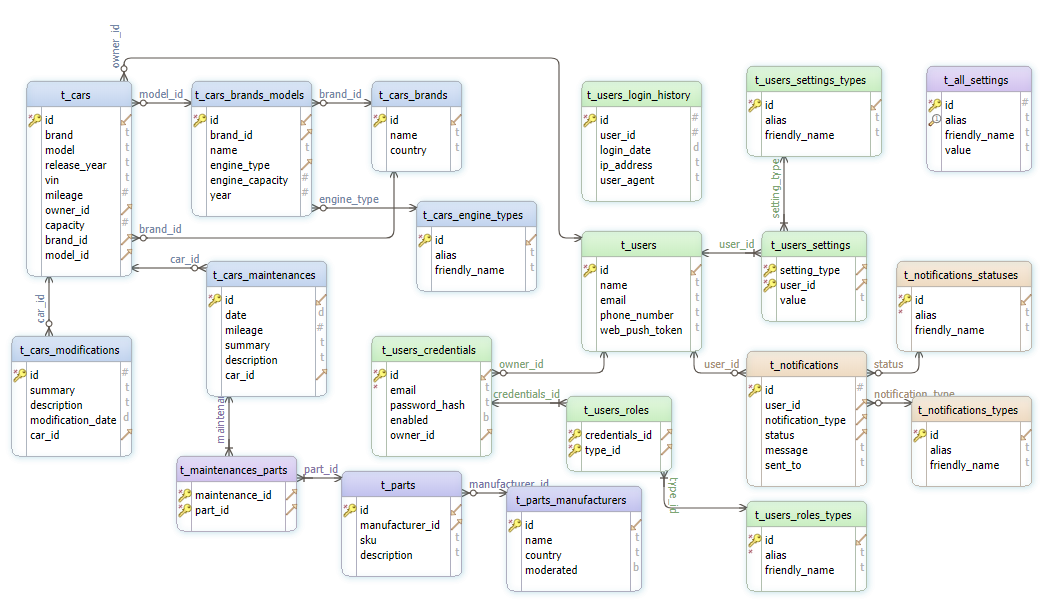 owner_id
t_cars
id
brand
model
release_year
vin
mileage
owner_id
capacity
brand_id
model_id
model_id
t_cars_brands_models
id
brand_id
name
engine_type
engine_capacity
year
brand_id
t_cars_brands
id
name
country
engine_type
t_cars_engine_types
id
alias
friendly_name
brand_id
t_users_login_history
id
user_id
login_date
ip_address
user_agent
t_users_settings_types
id
alias
friendly_name
t_all_settings
id
alias
friendly_name
value
setting_type
t_users
id
name
email
phone_number
web_push_token
user_id
t_users_settings
setting_type
user_id
value
t_notifications_statuses
id
alias
friendly_name
car_id
t_cars_maintenances
id
date
mileage
summary
description
car_id
car_id
t_cars_modifications
id
summary
description
modification_date
car_id
t_users_credentials
id
email
password_hash
enabled
owner_id
owner_id
credentials_id
t_users_roles
credentials_id
type_id
user_id
t_notifications
id
user_id
notification_type
status
message
sent_to
status
notification_type
t_notifications_types
id
alias
friendly_name
maintena
t_maintenances_parts
maintenance_id
part_id
part_id
t_parts
id
manufacturer_id
sku
description
manufacturer_id
t_parts_manufacturers
id
name
country
moderated
type_id
t_users_roles_types
id
alias
friendly_name